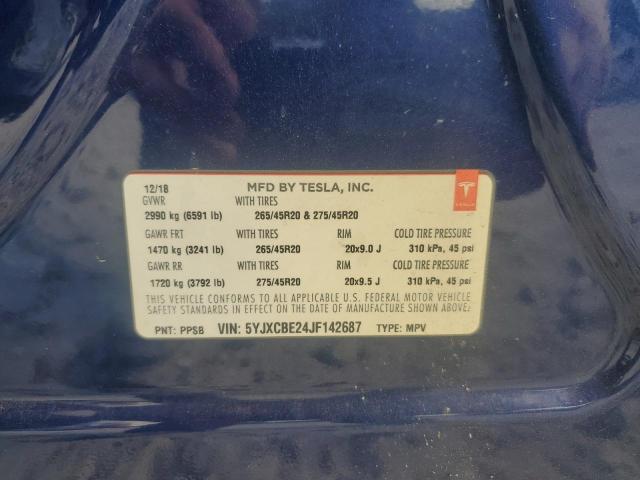 12/18 MFD BY TESLA, INC.
GVWR WITH TIRES
2990 kg (6591 lb) 265/45R20 & 275/45R20
TESLA
GAWR FRT WITH TIRES RIM COLD TIRE PRESSURE
1470 kg (3241 lb) 265/45R20 20x9.0 J 310 kPa, 45 psi
GAWR RR WITH TIRES RIM COLD TIRE PRESSURE
1720 kg (3792 lb) 275/45R20 20x9.5 J 310 kPa, 45 psi
THIS VEHICLE CONFORMS TO ALL APPLICABLE U.S. FEDERAL MOTOR VEHICLE
SAFETY STANDARDS IN EFFECT ON THE DATE OF MANUFACTURE SHOWN ABOVE.
PNT: PPSB VIN: 5YJXCBE24JF142687 TYPE: MPV